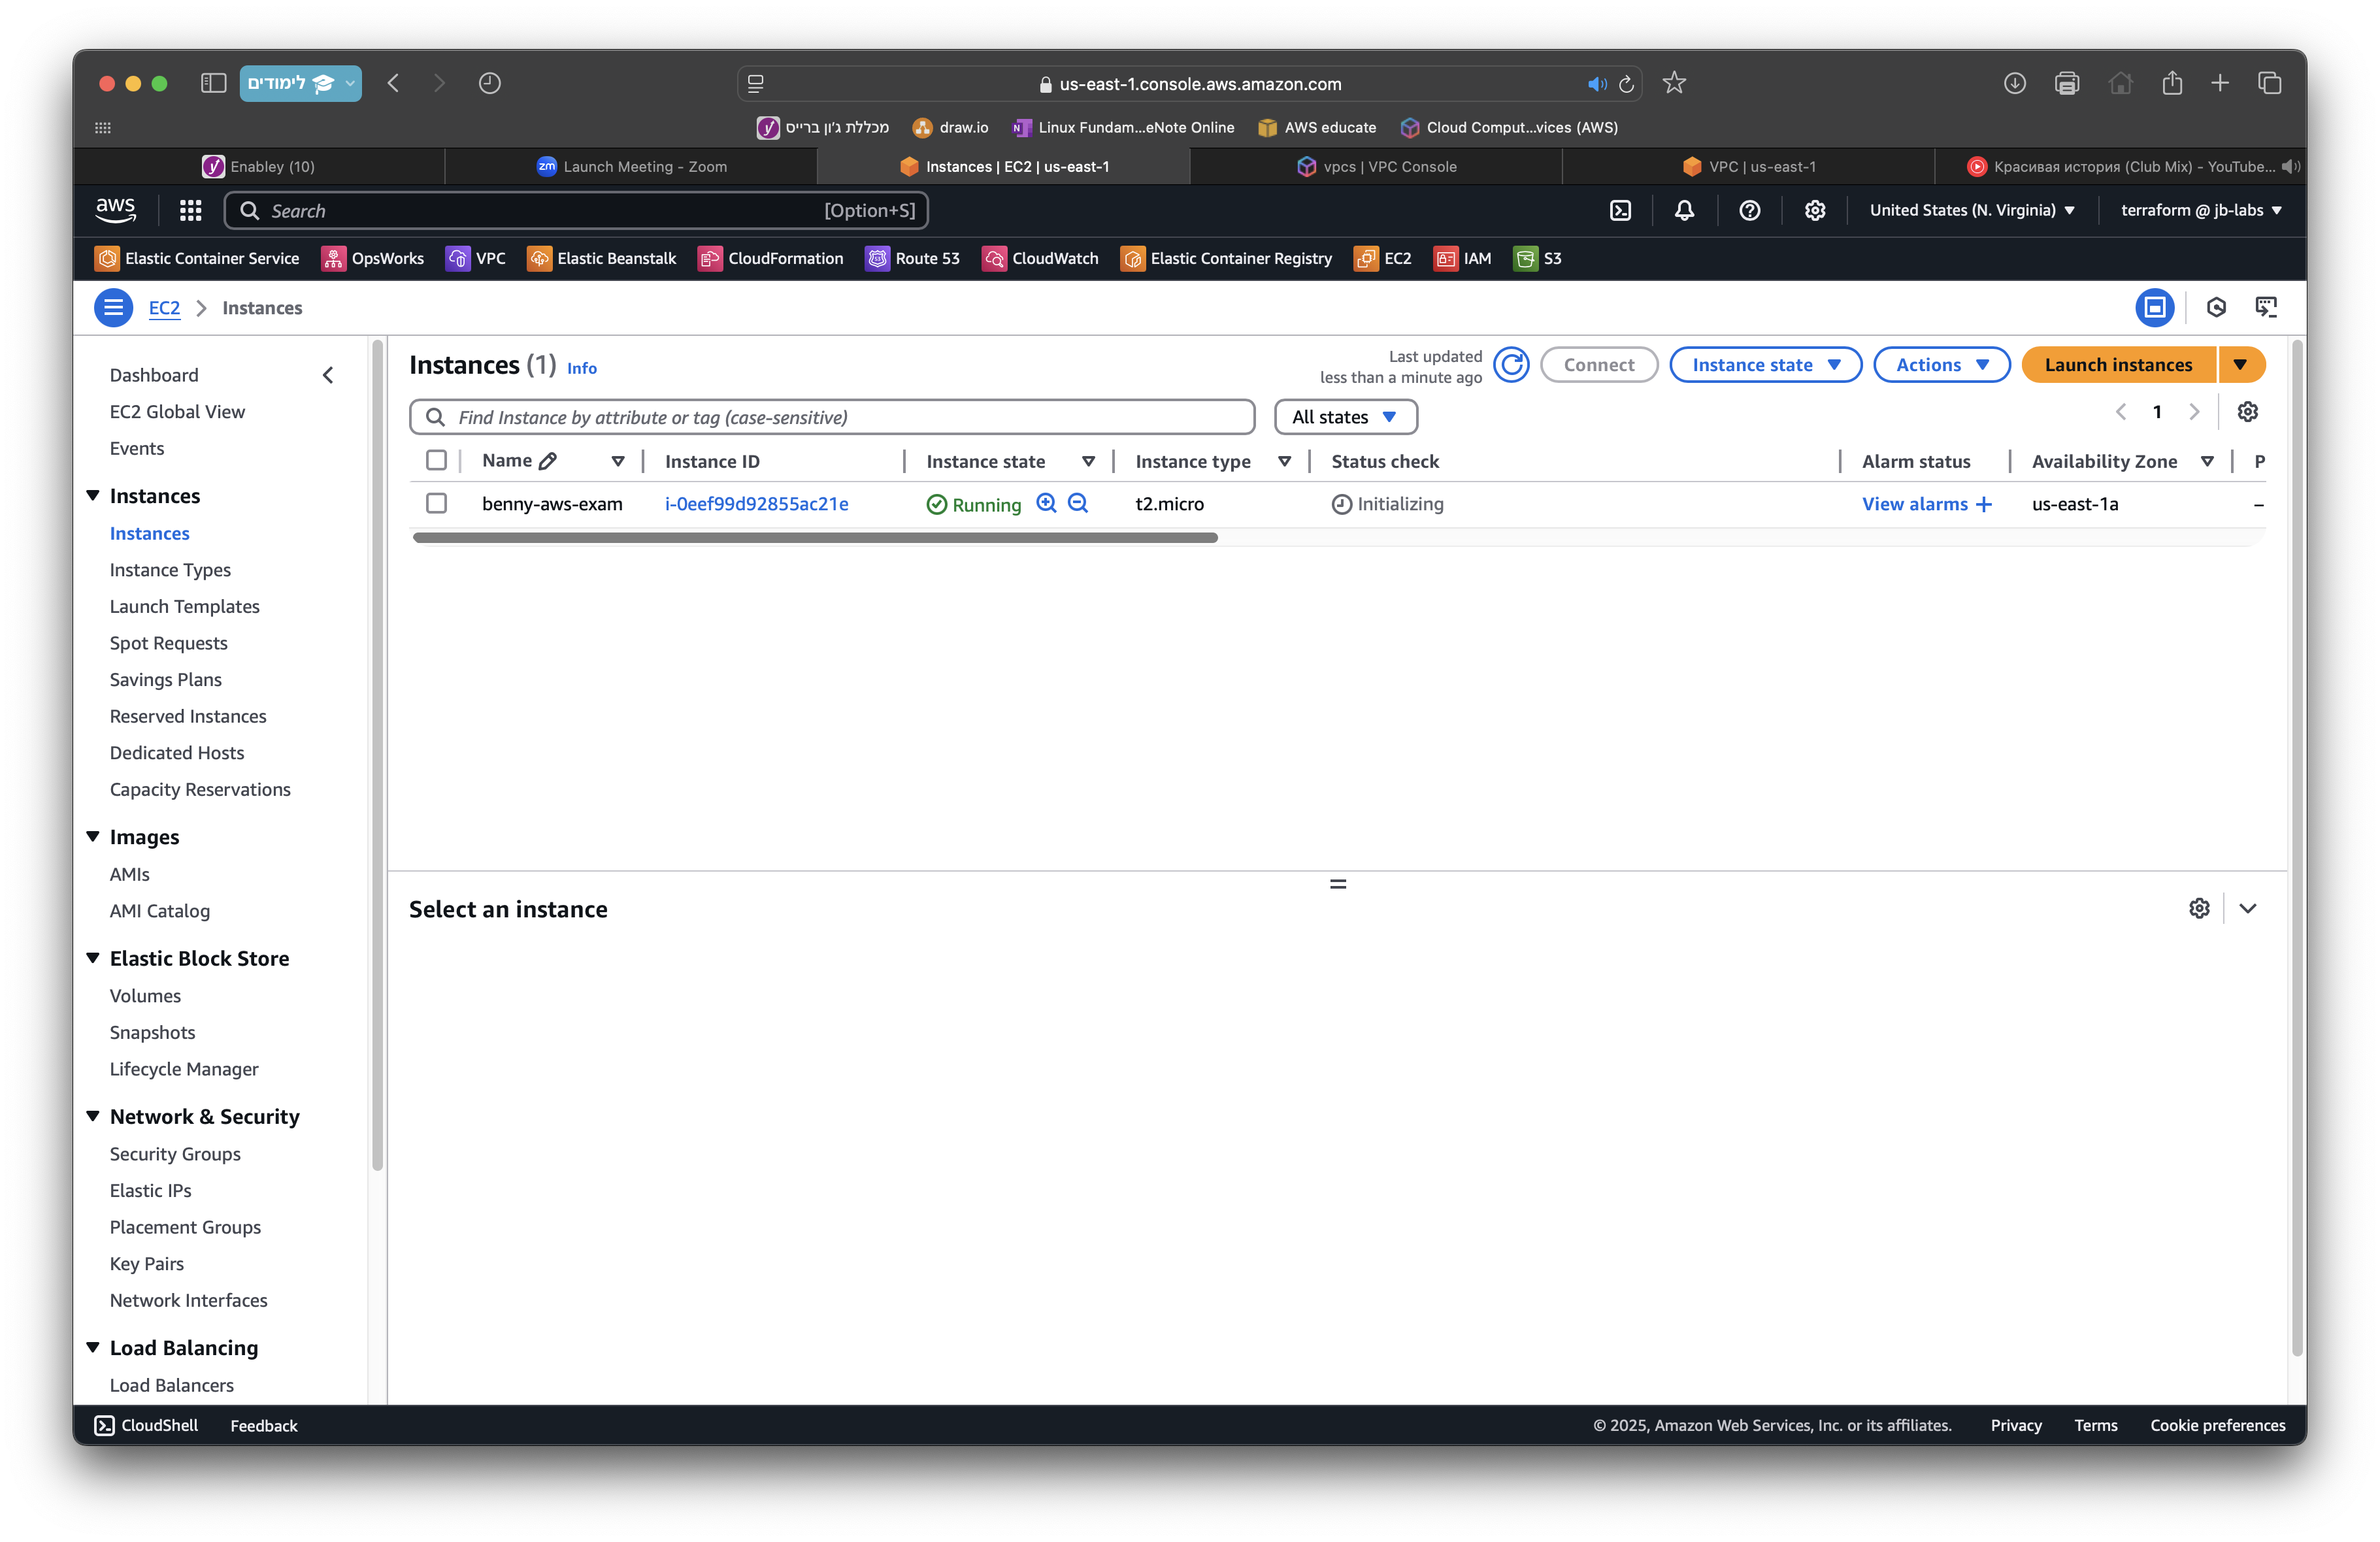 לימודים
us-east-1.console.aws.amazon.com
מכללת ג'ון ברייס
draw.io
Linux Fundam...eNote Online
AWS educate
Cloud Comput...vices (AWS)
Enabley (10)
zm Launch Meeting - Zoom
Instances | EC2 | us-east-1
vpcs | VPC Console
VPC | us-east-1
Красивая история (Club Mix) - YouTube...
aws
Search [Option+S]
United States (N. Virginia)
terraform @ jb-labs
Elastic Container Service
OpsWorks
VPC
Elastic Beanstalk
CloudFormation
Route 53
CloudWatch
Elastic Container Registry
EC2
IAM
S3
EC2 Instances
Dashboard
EC2 Global View
Events
Instances
Instances
Instance Types
Launch Templates
Spot Requests
Savings Plans
Reserved Instances
Dedicated Hosts
Capacity Reservations
Images
AMIs
AMI Catalog
Elastic Block Store
Volumes
Snapshots
Lifecycle Manager
Network & Security
Security Groups
Elastic IPs
Placement Groups
Key Pairs
Network Interfaces
Load Balancing
Load Balancers
Instances (1) Info
Last updated
less than a minute ago
Connect
Instance state
Actions
Launch instances
Find Instance by attribute or tag (case-sensitive)
All states
1
Name Instance ID Instance state Instance type Status check Alarm status Availability Zone P
benny-aws-exam i-0eef99d92855ac21e Running t2.micro Initializing View alarms + us-east-1a –
Select an instance
CloudShell Feedback
© 2025, Amazon Web Services, Inc. or its affiliates. Privacy Terms Cookie preferences